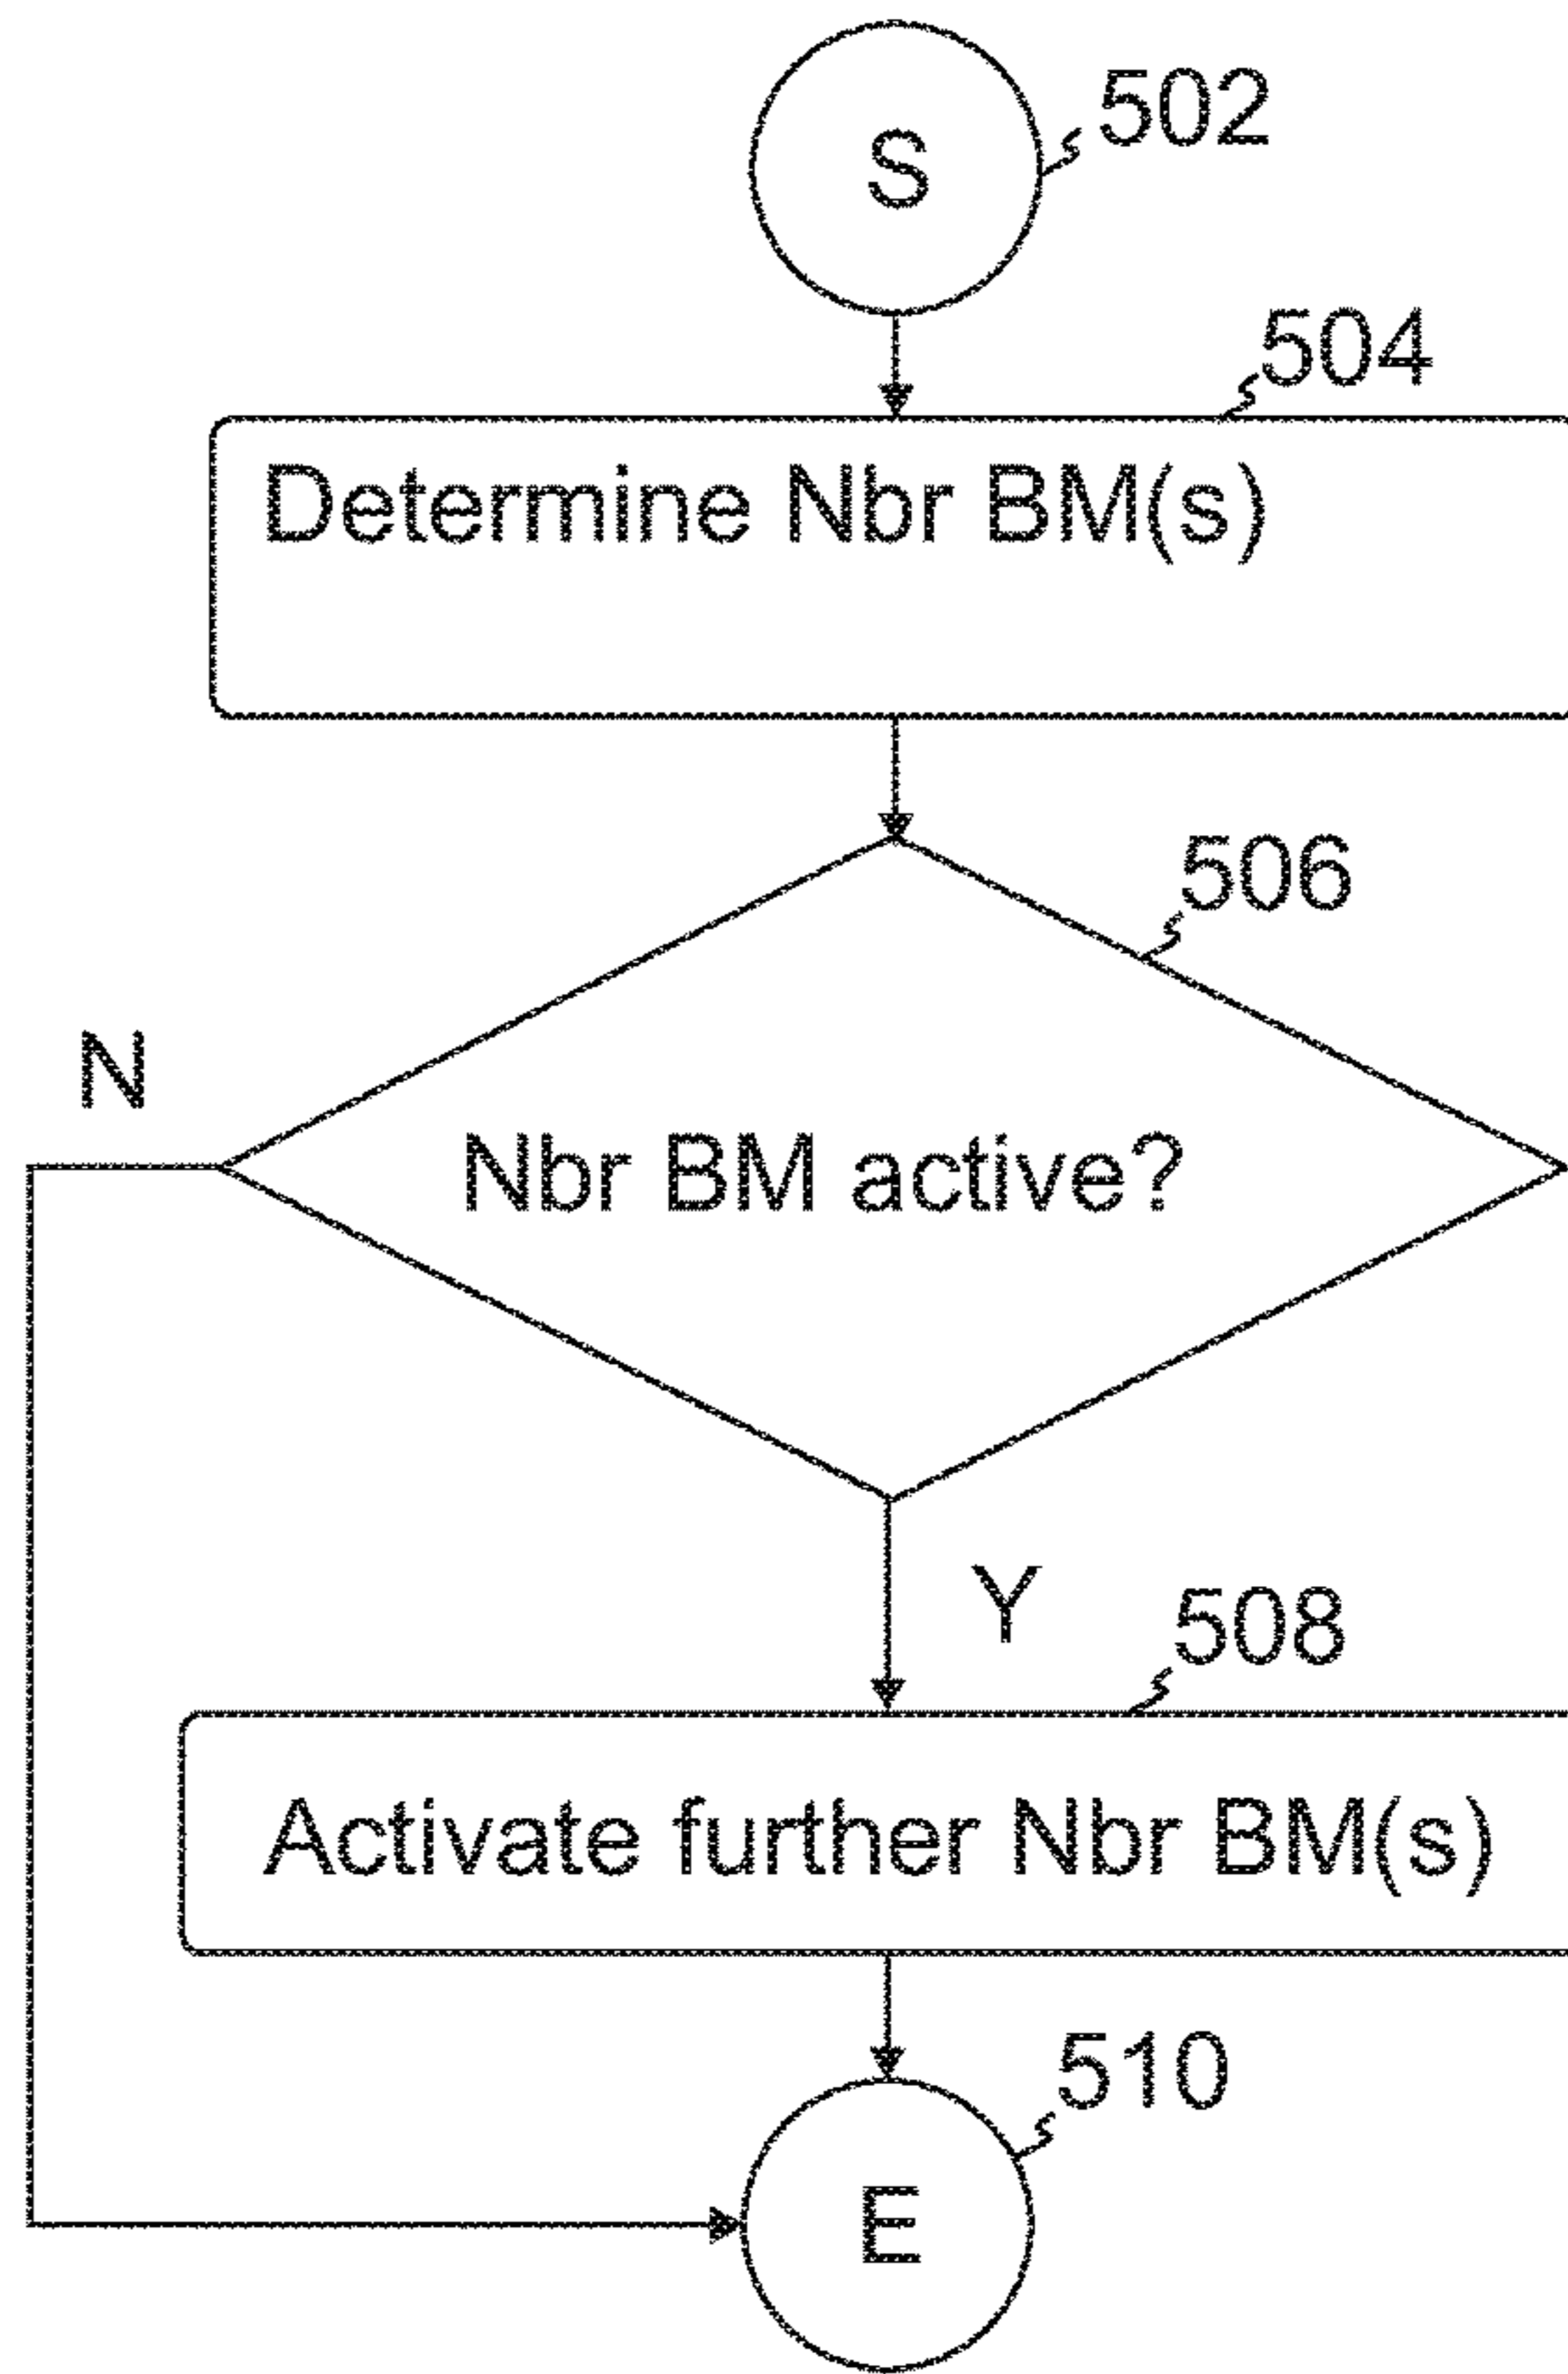 502
S
504
Determine Nbr BM(s)
506
N
Nbr BM active?
Y
508
Activate further Nbr BM(s)
510
E